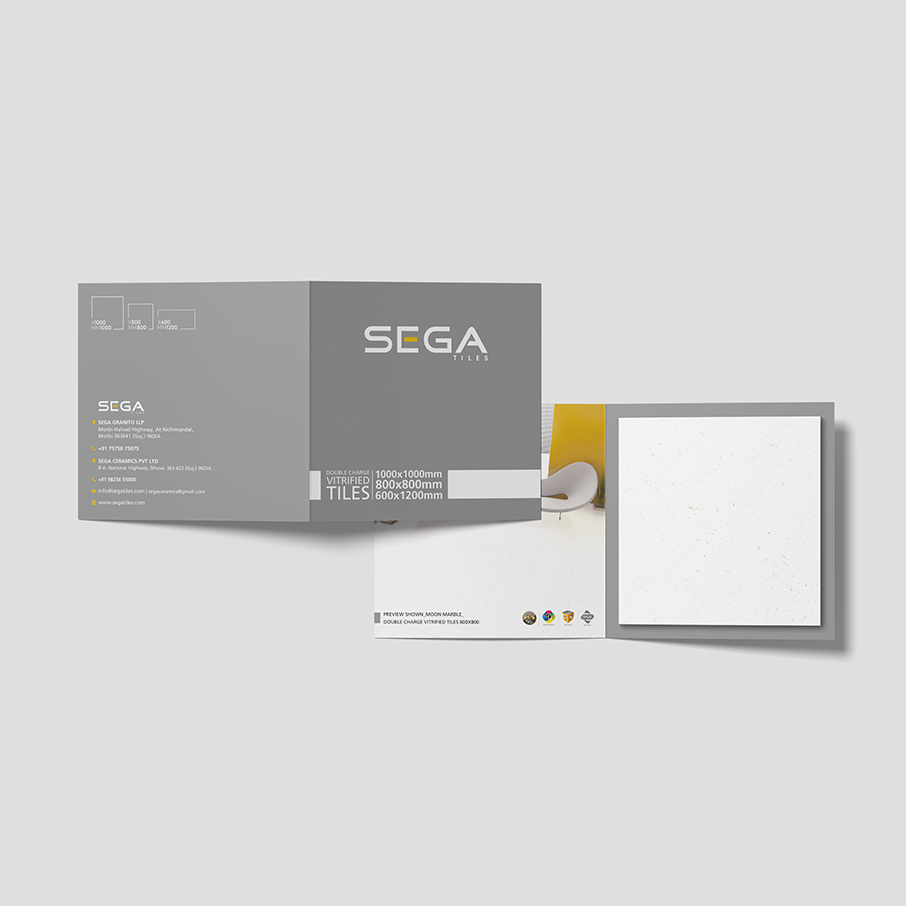 X1000
MM1000
X800
MM800
X600
MM1200
SEGA
TILES
SEGA GRANITO LLP
Morbi-Halvad Highway, At Nichimandal,
Morbi-363641 (Guj.) INDIA
+91 75750 75075
SEGA CERAMICS PVT LTD
8-A, National Highway, Dhuva. 363 622 (Guj.) INDIA.
+91 98256 55000
info@segatiles.com | segaceramics@gmail.com
www.segatiles.com
SEGA
TILES
DOUBLE CHARGE
VITRIFIED
TILES
1000x1000mm
800x800mm
600x1200mm
PREVIEW SHOWN_MOON MARBLE_
DOUBLE CHARGE VITRIFIED TILES 800X800